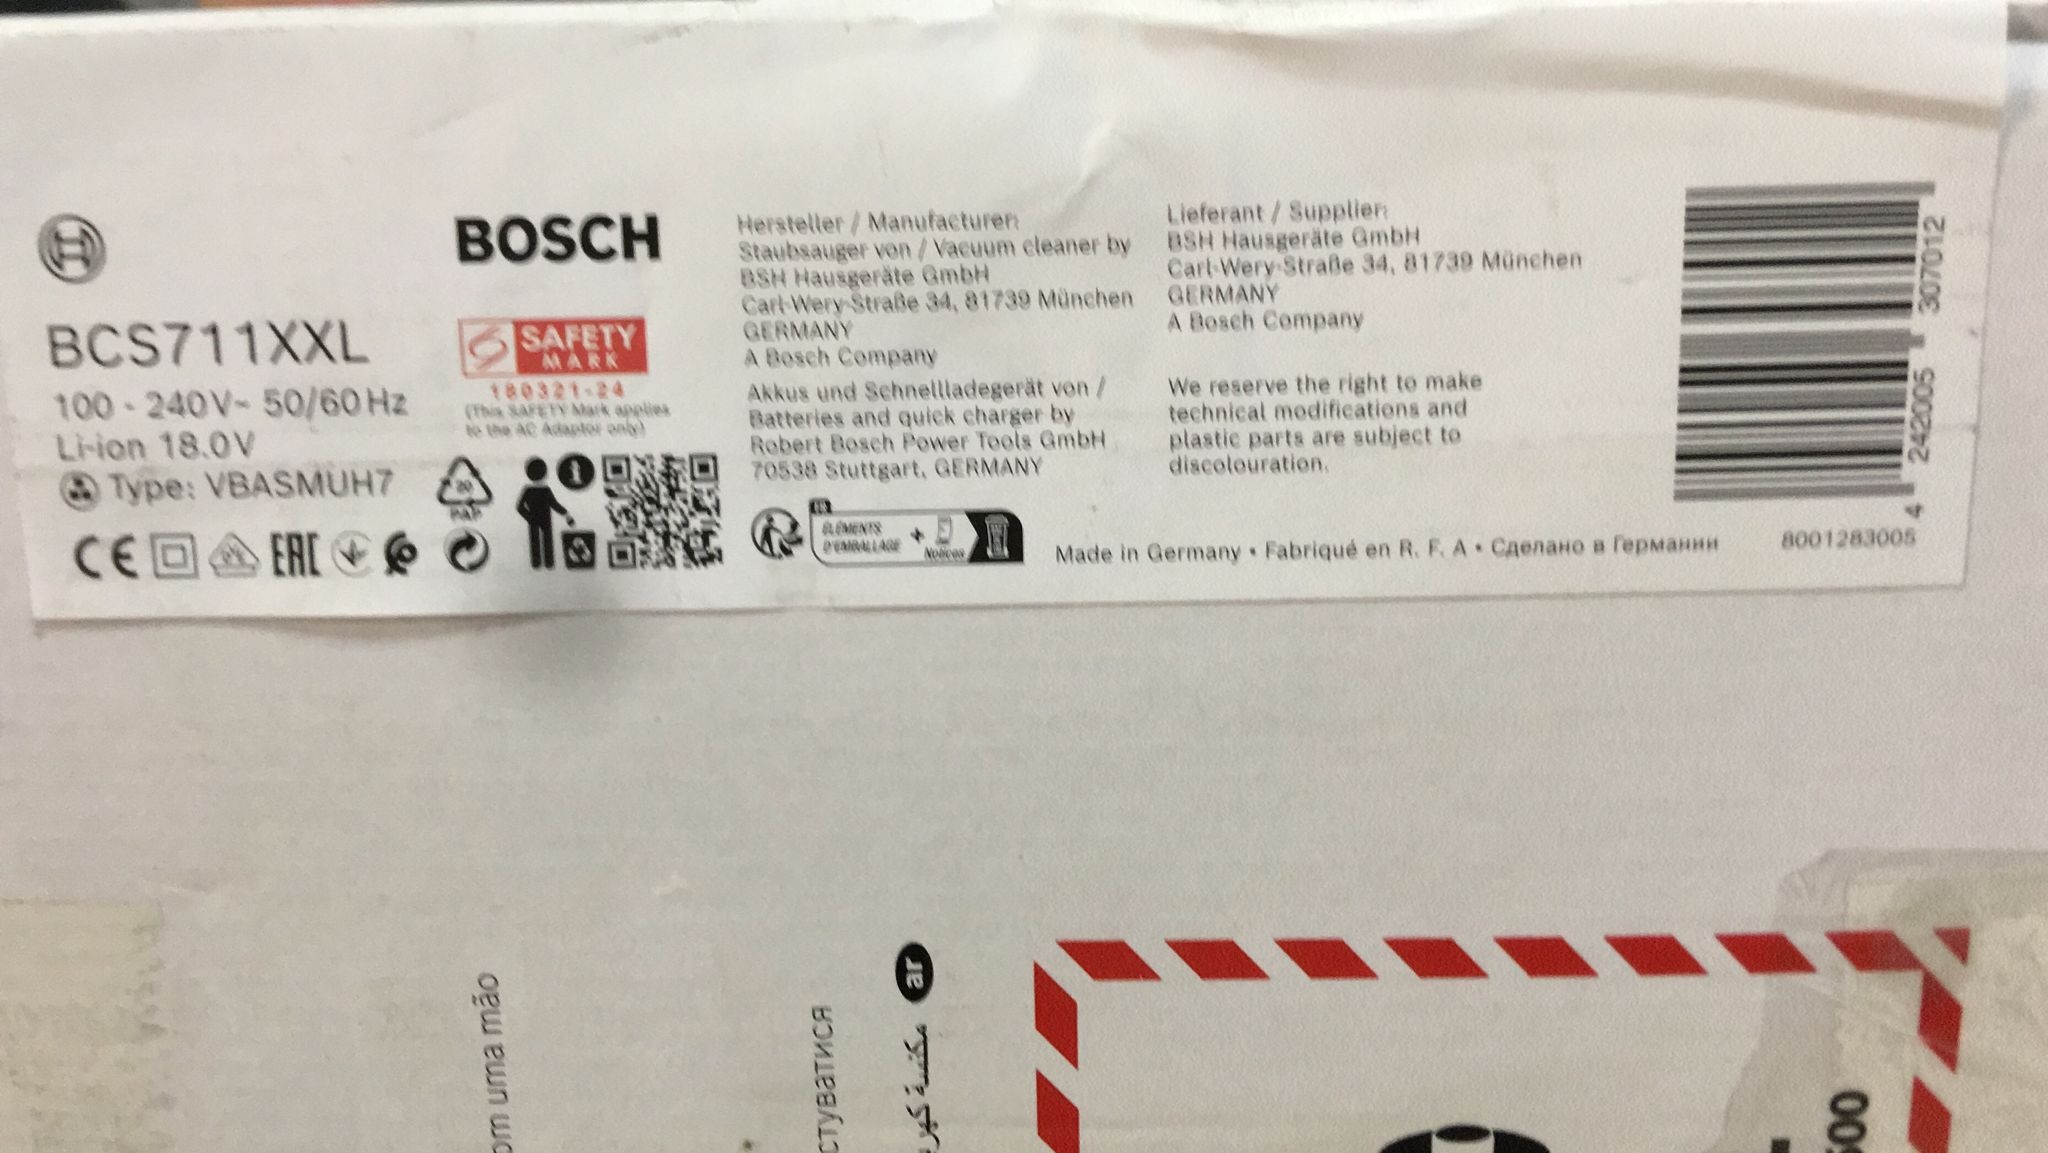 BCS711XXL
100 - 240V~ 50/60Hz
Li-ion 18.0V
Type: VBASMUH7
CE
EAC
BOSCH
SAFETY
MARK
180321-24
(This SAFETY Mark applies
to the AC Adaptor only)
20
PAP
Hersteller / Manufacturer:
Staubsauger von / Vacuum cleaner by
BSH Hausgeräte GmbH
Carl-Wery-Straße 34, 81739 München
GERMANY
A Bosch Company
Akkus und Schnellladegerät von /
Batteries and quick charger by
Robert Bosch Power Tools GmbH
70538 Stuttgart, GERMANY
FR
ÉLÉMENTS
D'EMBALLAGE
+
Notices
Lieferant / Supplier:
BSH Hausgeräte GmbH
Carl-Wery-Straße 34, 81739 München
GERMANY
A Bosch Company
We reserve the right to make
technical modifications and
plastic parts are subject to
discolouration.
Made in Germany • Fabriqué en R. F. A • Сделано в Германии
8001283005
4 242005 307012
uma mão
ar
مكنسة